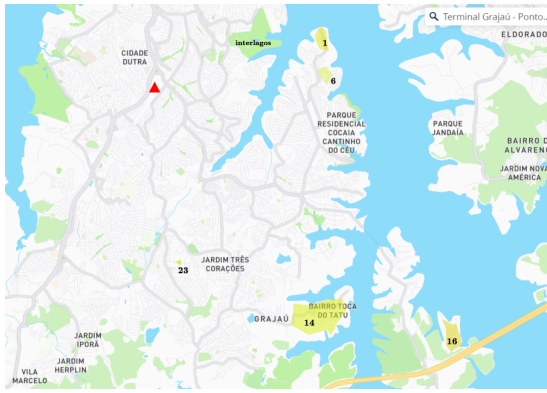 Terminal Grajaú - Ponto...
ELDORADO
interlagos
1
CIDADE
DUTRA
6
PARQUE
RESIDENCIAL
COCAIA
CANTINHO
DO CÉU
PARQUE
JANDAÍA
BAIRRO D
ALVARENG
JARDIM NOVA
AMÉRICA
JARDIM TRÊS
CORAÇÕES
23
BAIRRO TOCA
DO TATU
GRAJAÚ
14
16
JARDIM
IPORÃ
JARDIM
HERPLIN
VILA
MARCELO